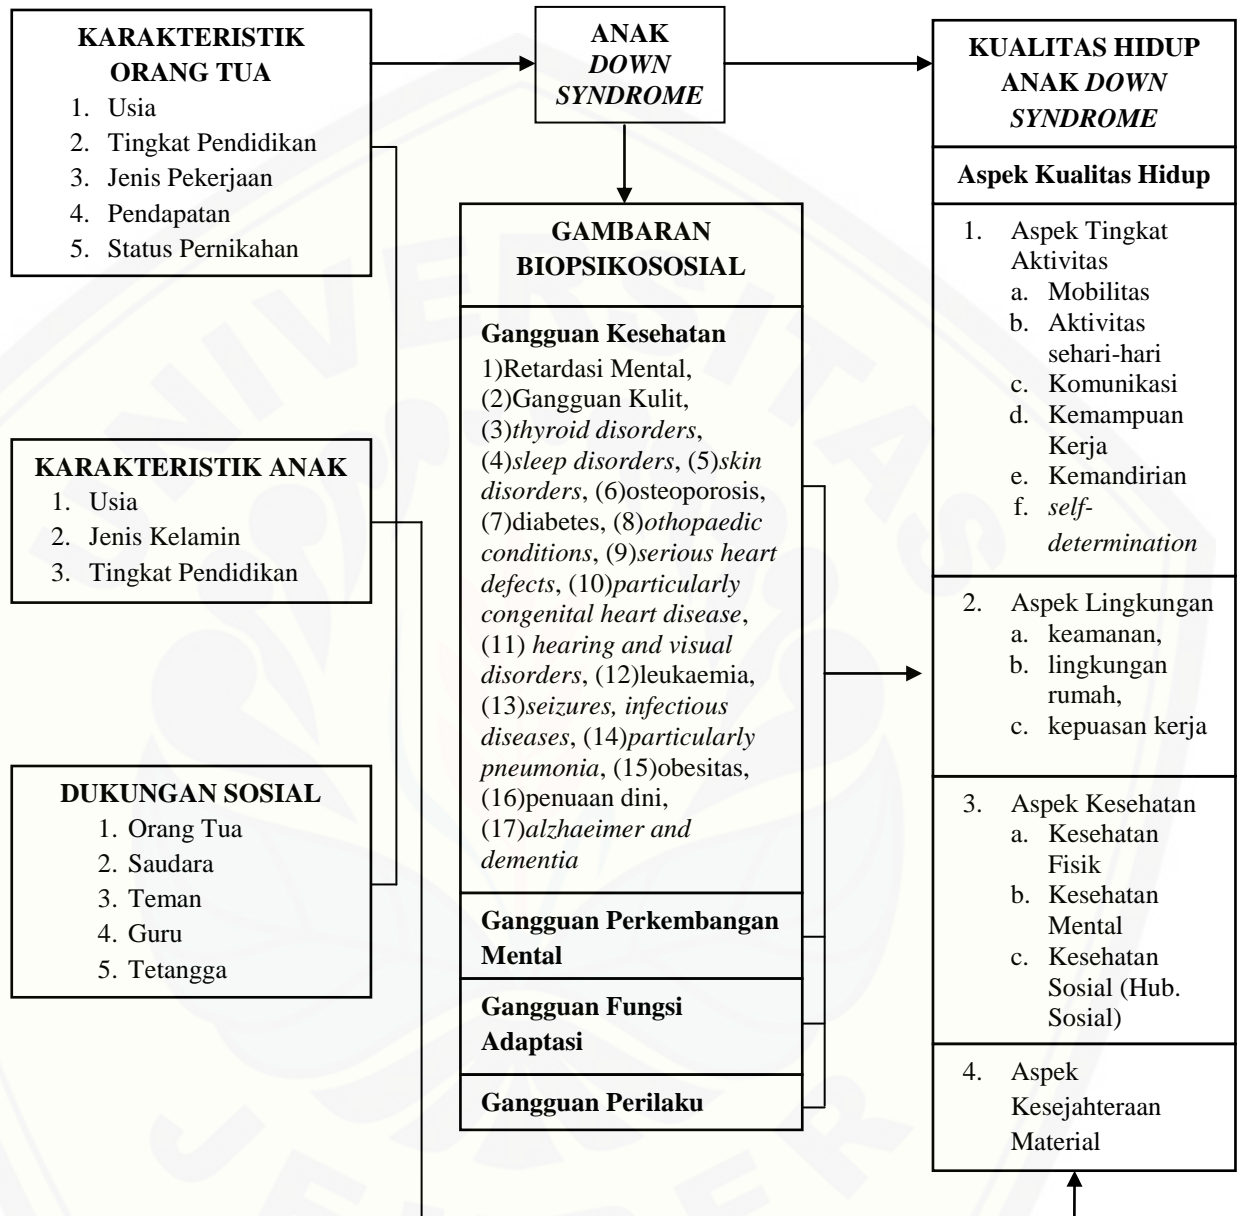 KARAKTERISTIK
ORANG TUA
1. Usia
2. Tingkat Pendidikan
3. Jenis Pekerjaan
4. Pendapatan
5. Status Pernikahan
KARAKTERISTIK ANAK
1. Usia
2. Jenis Kelamin
3. Tingkat Pendidikan
DUKUNGAN SOSIAL
1. Orang Tua
2. Saudara
3. Teman
4. Guru
5. Tetangga
ANAK
DOWN
SYNDROME
GAMBARAN
BIOPSIKOSOSIAL
Gangguan Kesehatan
1)Retardasi Mental,
(2)Gangguan Kulit,
(3)thyroid disorders,
(4)sleep disorders, (5)skin
disorders, (6)osteoporosis,
(7)diabetes, (8)othopaedic
conditions, (9)serious heart
defects, (10)particularly
congenital heart disease,
(11) hearing and visual
disorders, (12)leukaemia,
(13)seizures, infectious
diseases, (14)particularly
pneumonia, (15)obesitas,
(16)penuaan dini,
(17)alzhaeimer and
dementia
Gangguan Perkembangan
Mental
Gangguan Fungsi
Adaptasi
Gangguan Perilaku
KUALITAS HIDUP
ANAK DOWN
SYNDROME
Aspek Kualitas Hidup
1. Aspek Tingkat
Aktivitas
a. Mobilitas
b. Aktivitas
sehari-hari
c. Komunikasi
d. Kemampuan
Kerja
e. Kemandirian
f. self-
determination
2. Aspek Lingkungan
a. keamanan,
b. lingkungan
rumah,
c. kepuasan kerja
3. Aspek Kesehatan
a. Kesehatan
Fisik
b. Kesehatan
Mental
c. Kesehatan
Sosial (Hub.
Sosial)
4. Aspek
Kesejahteraan
Material
UNIVERSITAS
JEMBER